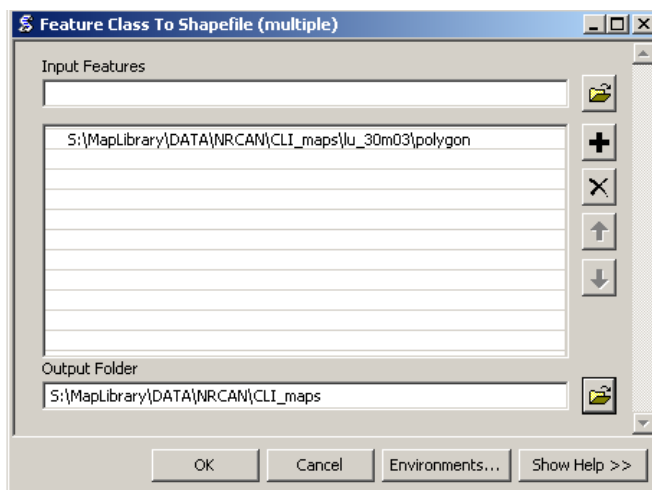 Feature Class To Shapefile (multiple)
Input Features
S:\MapLibrary\DATA\NRCAN\CLI_maps\lu_30m03\polygon
Output Folder
S:\MapLibrary\DATA\NRCAN\CLI_maps
OK Cancel Environments... Show Help >>